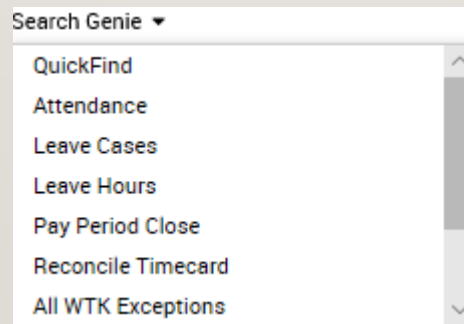 Search Genie
QuickFind
Attendance
Leave Cases
Leave Hours
Pay Period Close
Reconcile Timecard
All WTK Exceptions